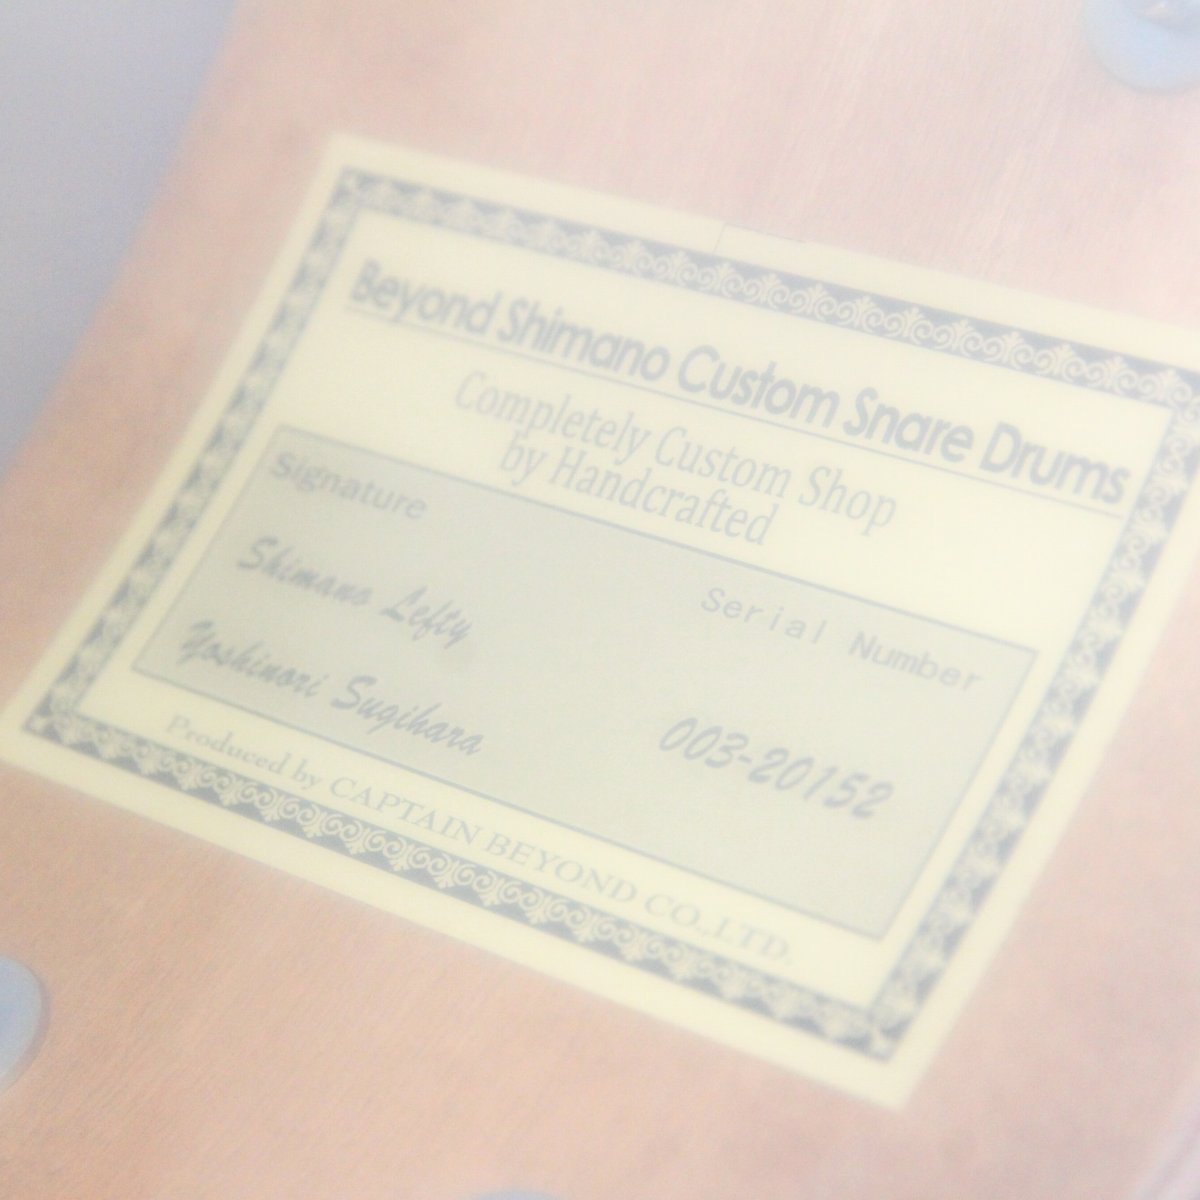 Beyond Shimano Custom Snare Drums
Completely Custom Shop
by Handcrafted
Signature
Shimano Lefty
Yoshinori Sugihara
Serial Number
003-20152
Produced by CAPTAIN BEYOND CO.,LTD.